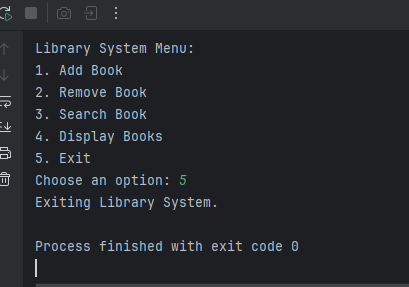 Library System Menu:
1. Add Book
2. Remove Book
3. Search Book
4. Display Books
5. Exit
Choose an option: 5
Exiting Library System.
Process finished with exit code 0